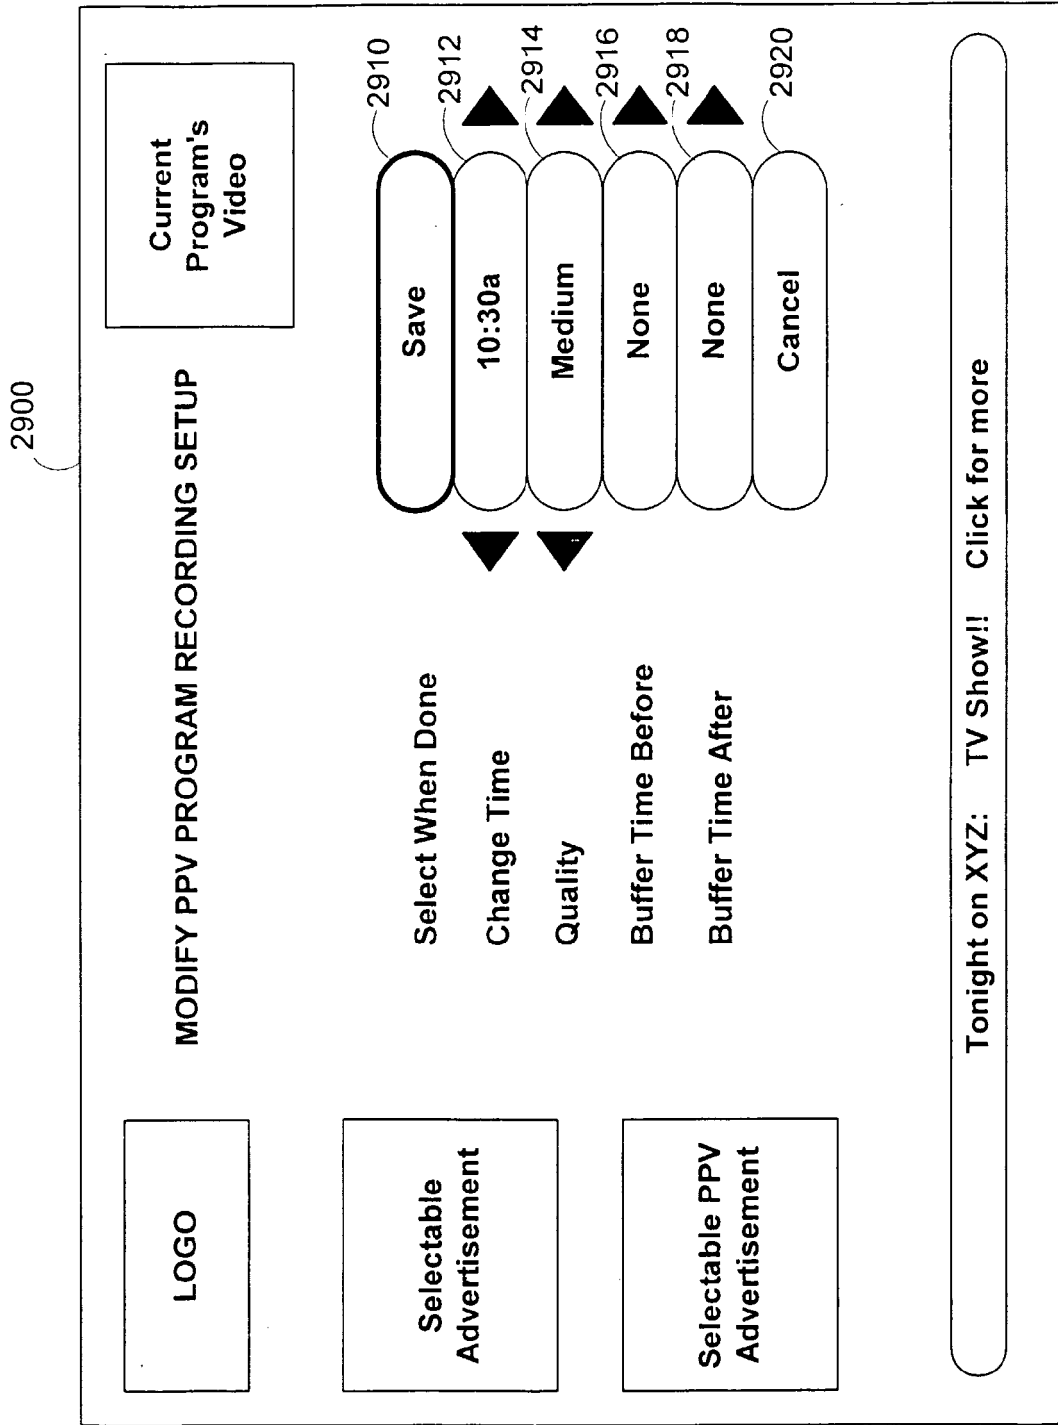 2900
LOGO
MODIFY PPV PROGRAM RECORDING SETUP
Current
Program's
Video
Selectable
Advertisement
Selectable PPV
Advertisement
Select When Done
Save
2910
Change Time
10:30a
2912
Quality
Medium
2914
Buffer Time Before
None
2916
Buffer Time After
None
2918
Cancel
2920
Tonight on XYZ: TV Show!! Click for more